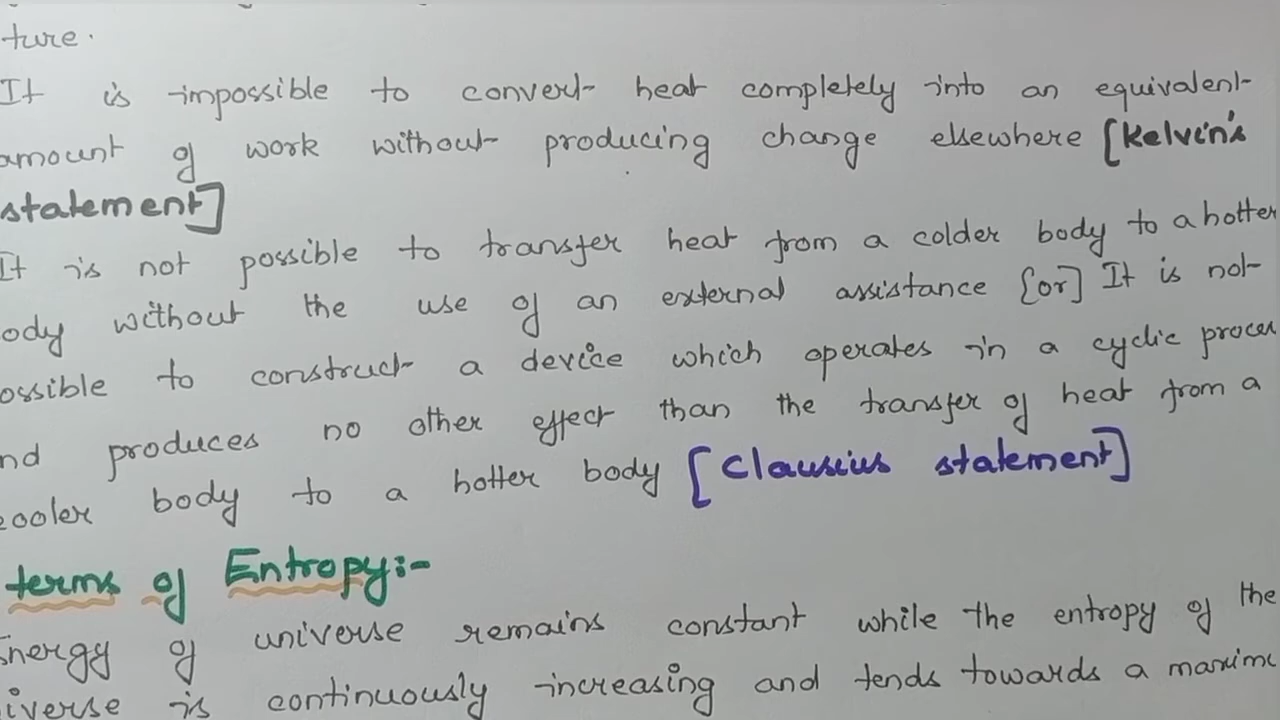 ture.
It is impossible to convert heat completely into an equivalent
amount of work without producing change elsewhere [Kelvin's
statement]
It is not possible to transfer heat from a colder body to a hotter
ody without the use of an external assistance [or] It is not
ossible to construct a device which operates in a cyclic proces
nd produces no other effect than the transfer of heat from a
cooler body to a hotter body [Clausius statement]
terms of Entropy:-
Energy of universe remains constant while the entropy of the
iverse is continuously increasing and tends towards a maximu